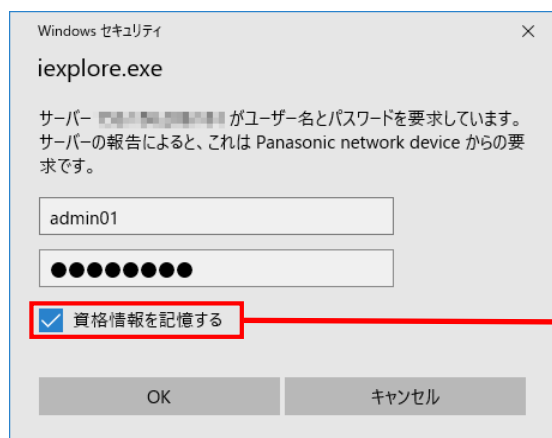 Windows セキュリティ
iexplore.exe
サーバー がユーザー名とパスワードを要求しています。
サーバーの報告によると、これは Panasonic network device からの要
求です。
admin01
●●●●●●●●
資格情報を記憶する
OK
キャンセル